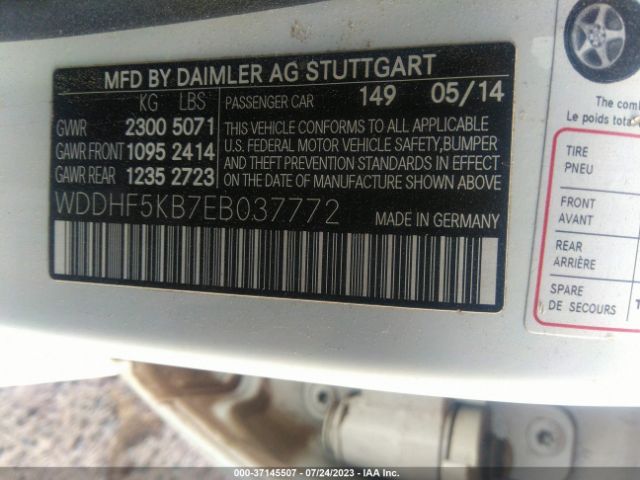 MFD BY DAIMLER AG STUTTGART
KG LBS
GVWR 2300 5071
GAWR FRONT 1095 2414
GAWR REAR 1235 2723
PASSENGER CAR 149 05/14
THIS VEHICLE CONFORMS TO ALL APPLICABLE
U.S. FEDERAL MOTOR VEHICLE SAFETY,BUMPER
AND THEFT PREVENTION STANDARDS IN EFFECT
ON THE DATE OF MANUFACTURE SHOWN ABOVE
WDDHF5KB7EB037772
MADE IN GERMANY
The
Le poids total
TIRE
PNEU
FRONT
AVANT
REAR
ARRIÈRE
SPARE
DE SECOURS
000-37145507 / 07/24/2023 / IAA Inc.